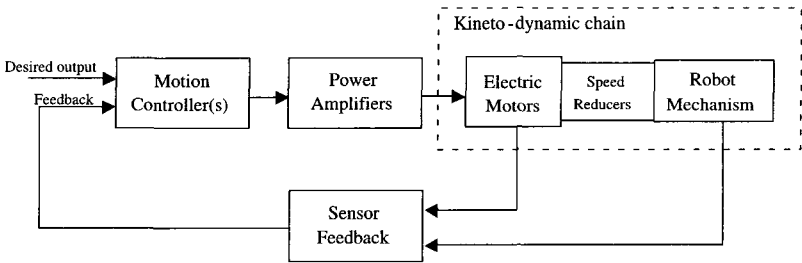 Kineto-dynamic chain
Desired output
Feedback
Motion
Controller(s)
Power
Amplifiers
Electric
Motors
Speed
Reducers
Robot
Mechanism
Sensor
Feedback